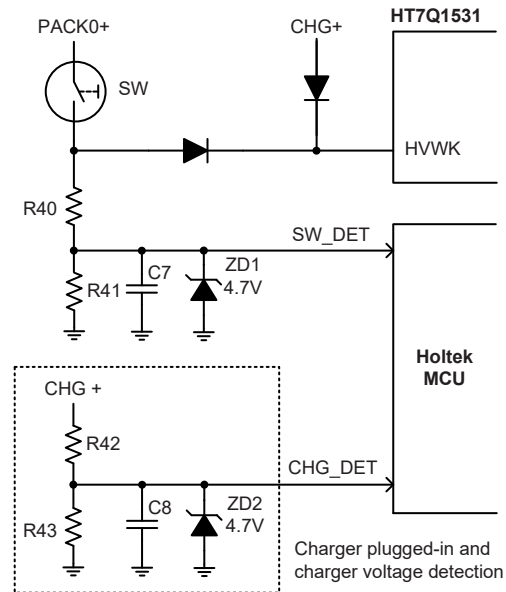 HT7Q1531
PACK0+
CHG+
SW
HVWK
R40
SW_DET
C7
ZD1
4.7V
R41
Holtek
MCU
CHG +
R42
CHG_DET
C8
ZD2
4.7V
R43
Charger plugged-in and
charger voltage detection